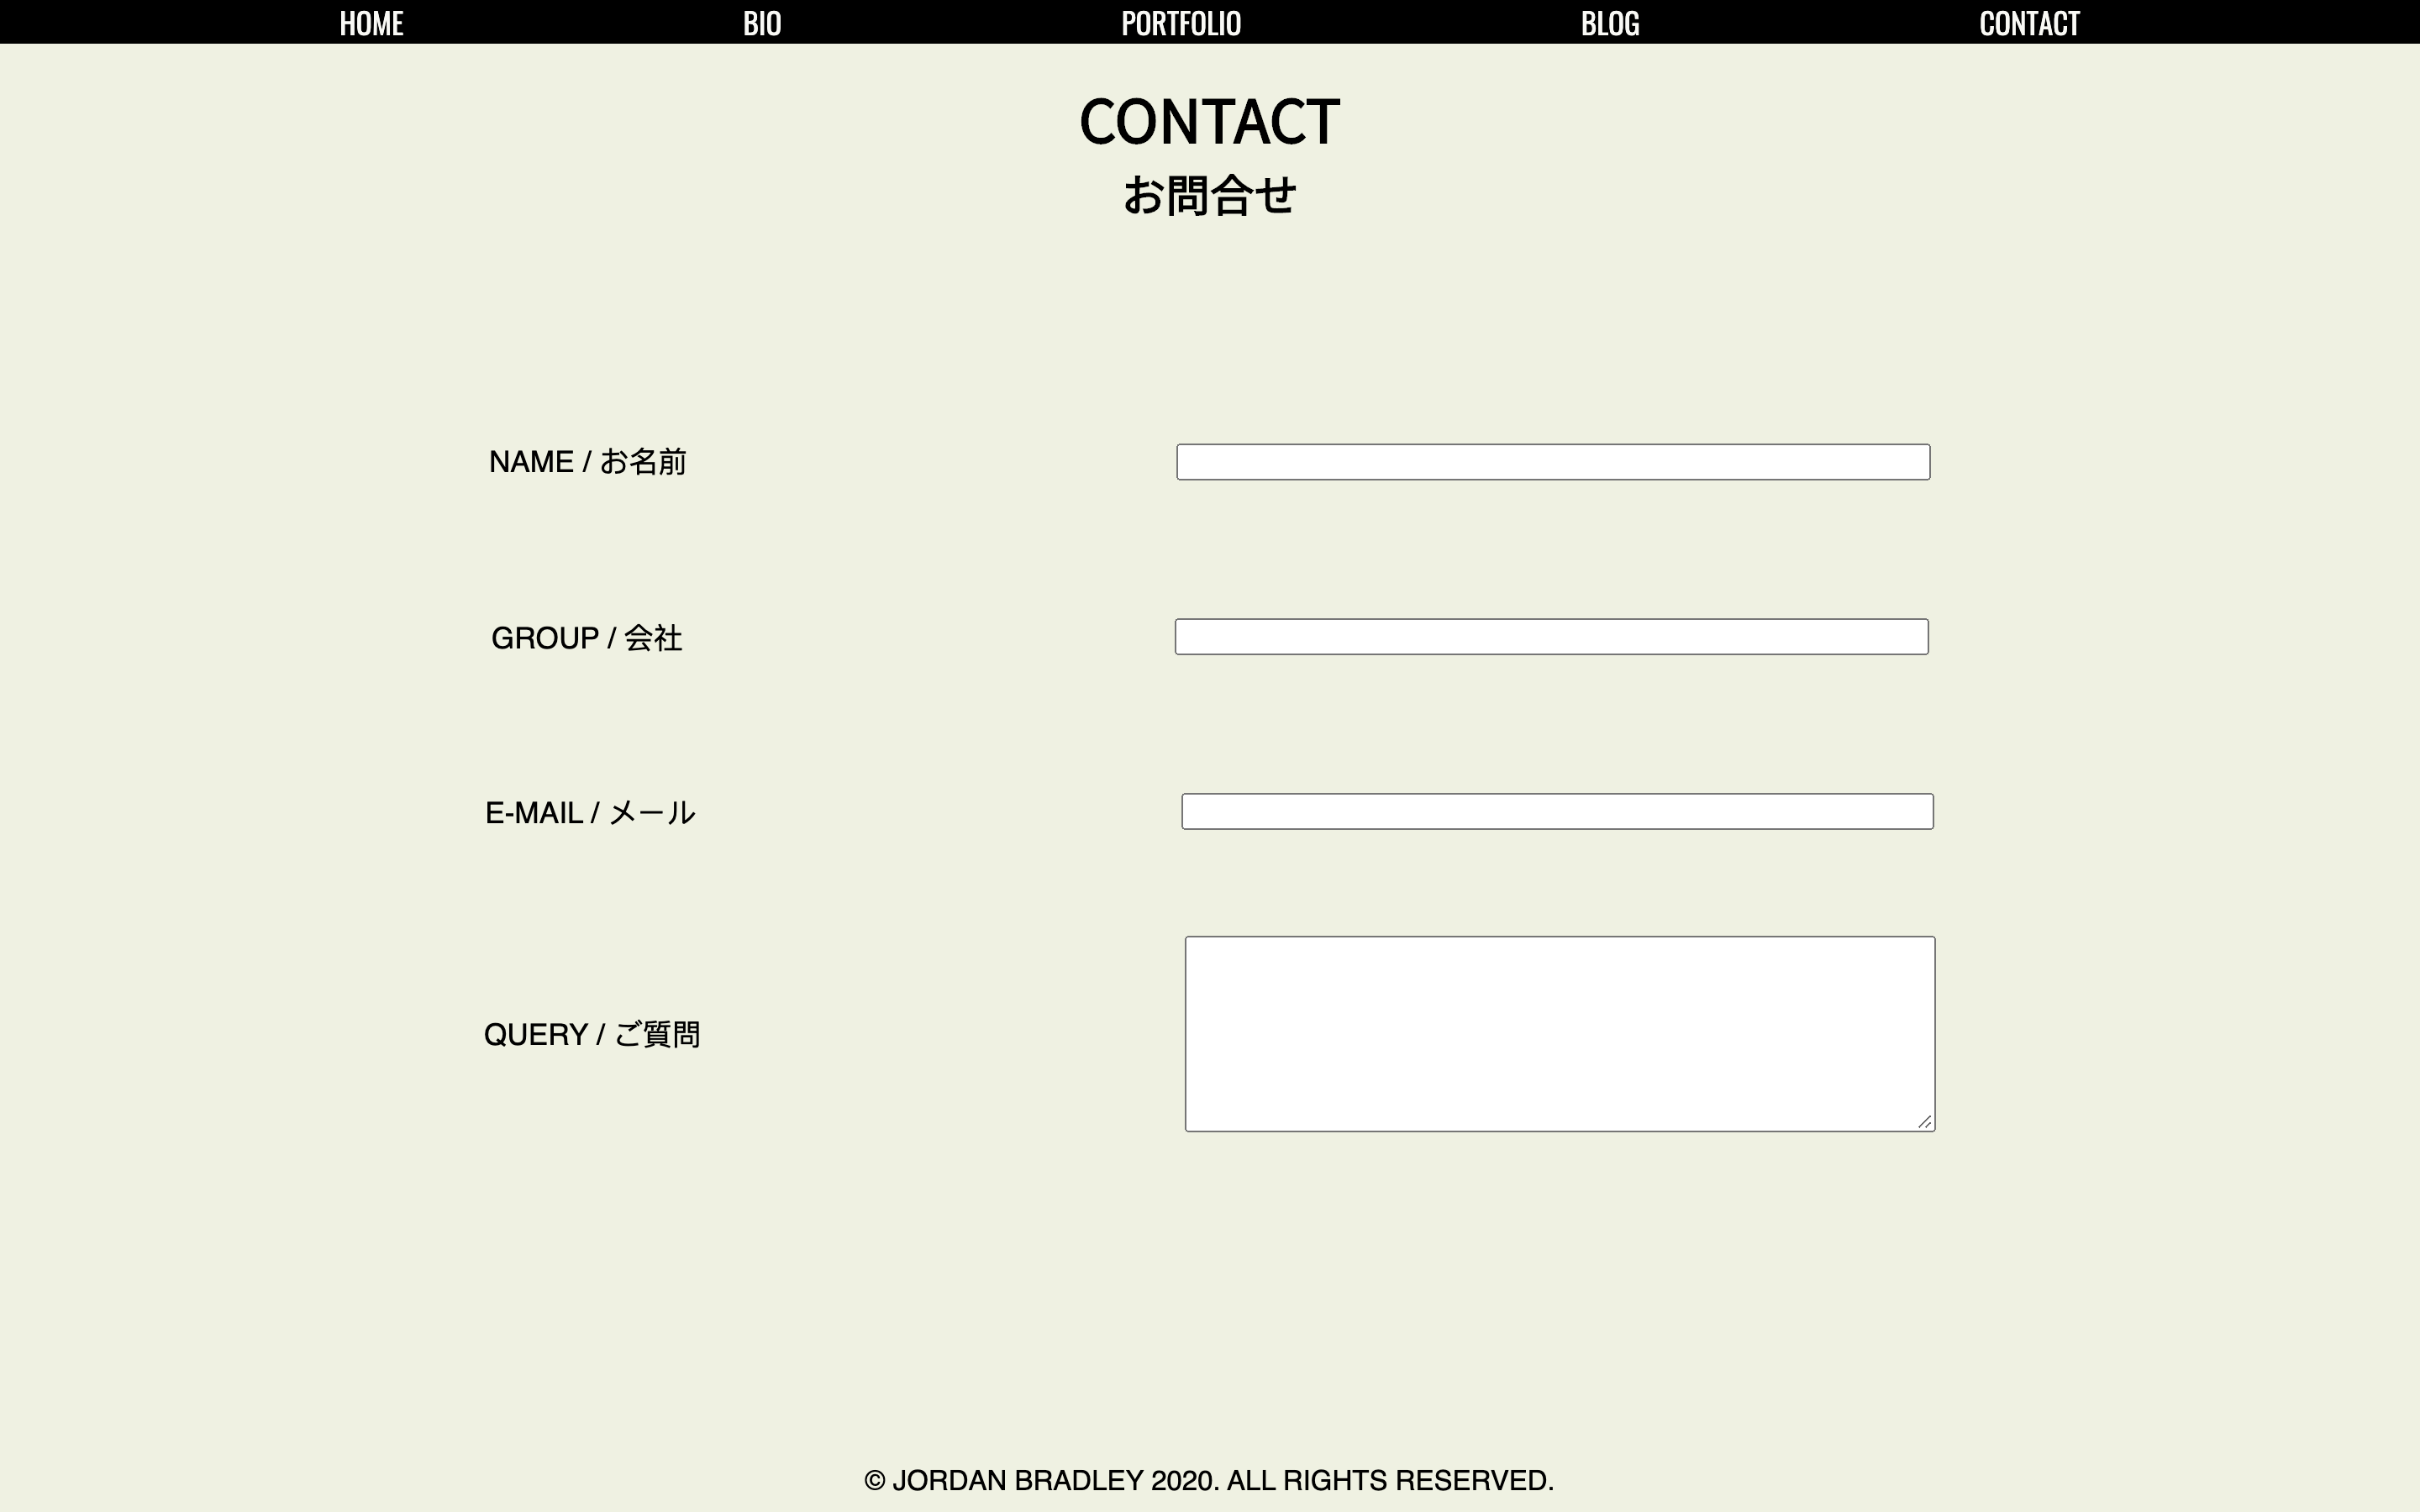 HOME BIO PORTFOLIO BLOG CONTACT
CONTACT
お問合せ
NAME / お名前
GROUP / 会社
E-MAIL / メール
QUERY / ご質問
© JORDAN BRADLEY 2020. ALL RIGHTS RESERVED.